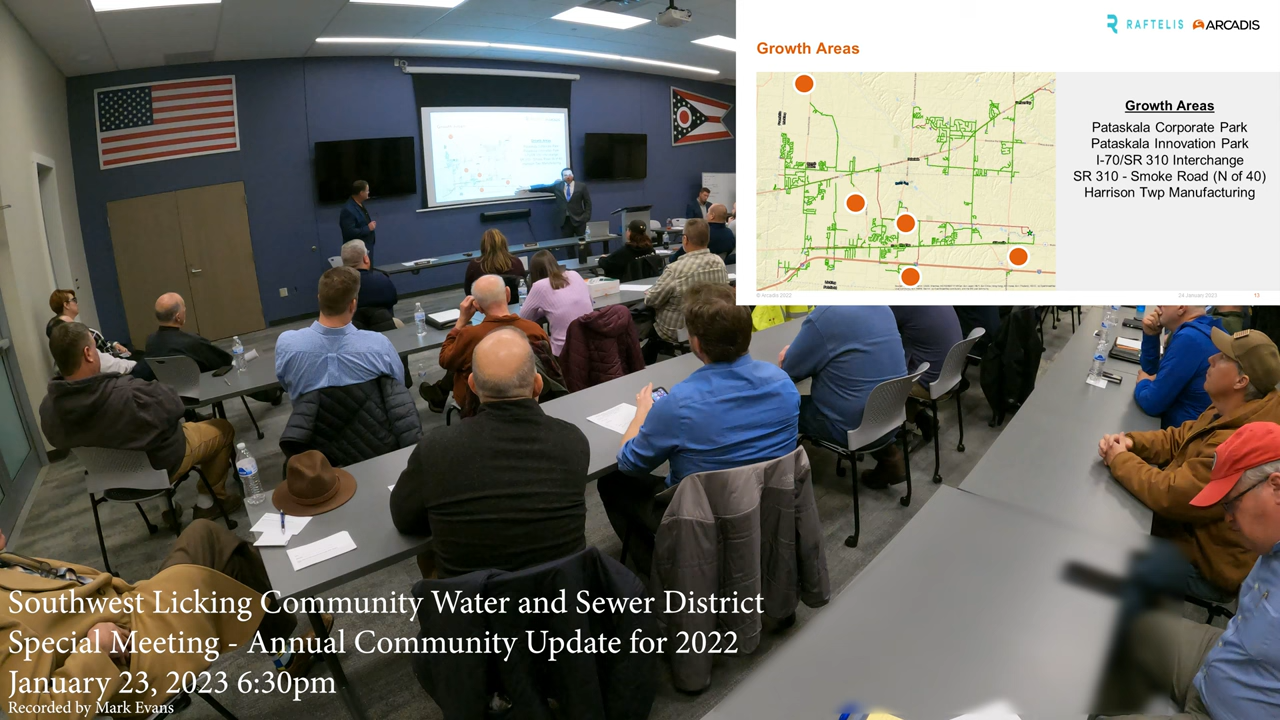 RAFTELIS ARCADIS
Growth Areas
Growth Areas
Pataskala Corporate Park
Pataskala Innovation Park
I-70/SR 310 Interchange
SR 310 - Smoke Road (N of 40)
Harrison Twp Manufacturing
© Arcadis 2022 24 January 2023 13
Southwest Licking Community Water and Sewer District
Special Meeting - Annual Community Update for 2022
January 23, 2023 6:30pm
Recorded by Mark Evans